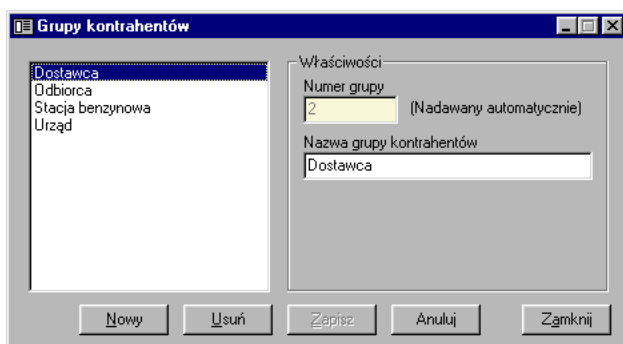 Grupy kontrahentów
Dostawca
Odbiorca
Stacja benzynowa
Urząd
Właściwości
Numer grupy
2 (Nadawany automatycznie)
Nazwa grupy kontrahentów
Dostawca
Nowy Usuń Zapisz Anuluj Zamknij